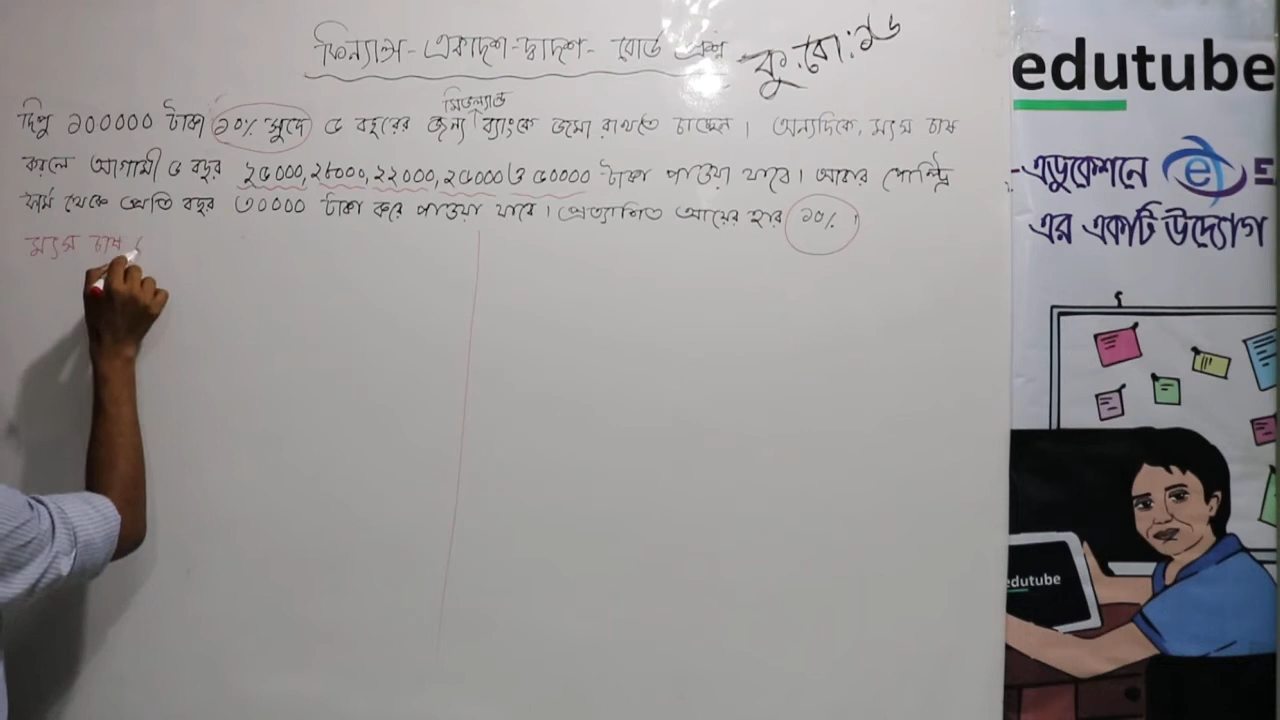 ফিন্যান্স - একাদশ-দ্বাদশ - বোর্ড প্রশ্ন - কু.বো: ১৬
মিডল্যান্ড
দিপু ১০০০০০ টাকা ১০% সুদে ৫ বছরের জন্য ব্যাংকে জমা রাখতে চাচ্ছেন। অন্যদিকে, মৎস চাষ
করলে আগামী ৫ বছর ২৫০০০, ২৮০০০, ২২০০০, ২৫০০০ ও ৫০০০০ টাকা পাওয়া যাবে। আবার পোল্ট্রি
ফার্ম থেকে প্রতি বছর ৩০০০০ টাকা করে পাওয়া যাবে। প্রত্যাশিত আয়ের হার ১০%।
মৎস চাষ
edutube
-এডুকেশনে
এর একটি উদ্যোগ
edutube